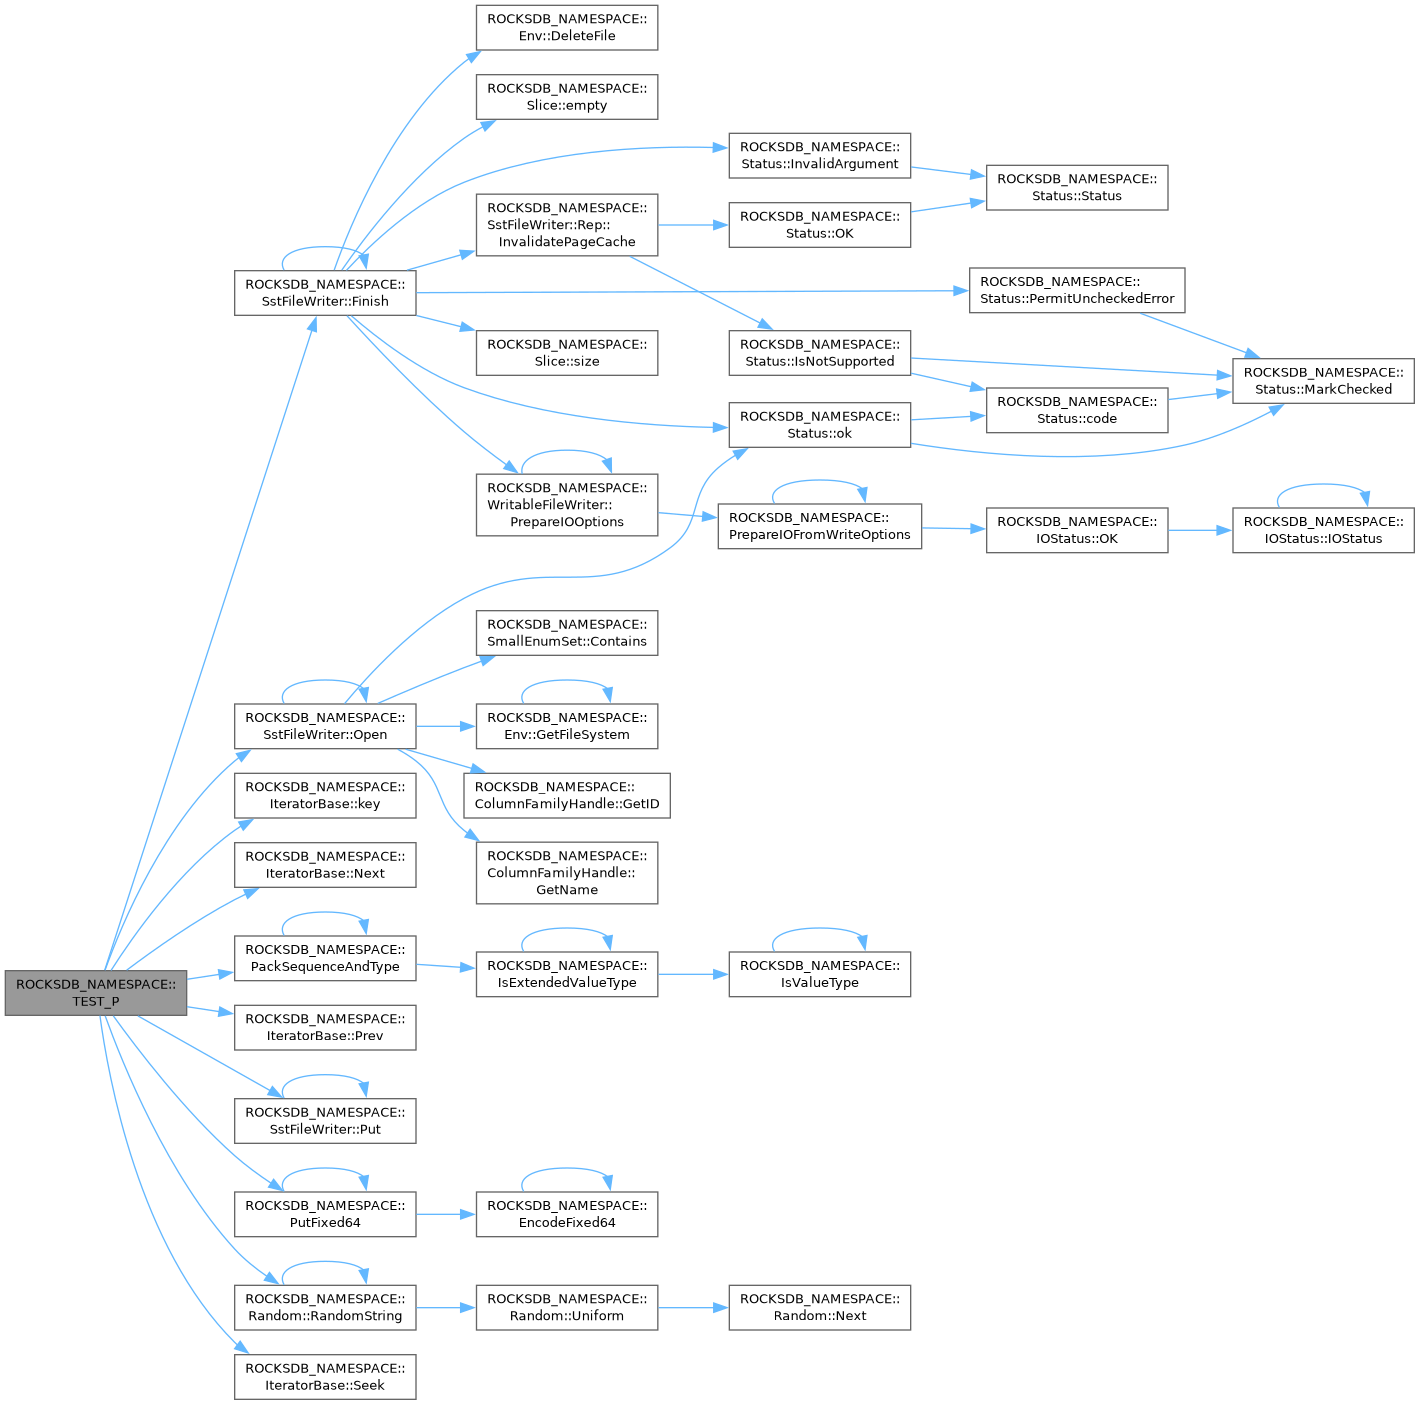 ROCKSDB_NAMESPACE::
Env::DeleteFile
ROCKSDB_NAMESPACE::
Slice::empty
ROCKSDB_NAMESPACE::
Status::InvalidArgument
ROCKSDB_NAMESPACE::
Status::Status
ROCKSDB_NAMESPACE::
SstFileWriter::Rep::
InvalidatePageCache
ROCKSDB_NAMESPACE::
Status::OK
ROCKSDB_NAMESPACE::
SstFileWriter::Finish
ROCKSDB_NAMESPACE::
Status::PermitUncheckedError
ROCKSDB_NAMESPACE::
Slice::size
ROCKSDB_NAMESPACE::
Status::IsNotSupported
ROCKSDB_NAMESPACE::
Status::MarkChecked
ROCKSDB_NAMESPACE::
Status::code
ROCKSDB_NAMESPACE::
Status::ok
ROCKSDB_NAMESPACE::
WritableFileWriter::
PrepareIOOptions
ROCKSDB_NAMESPACE::
PrepareIOFromWriteOptions
ROCKSDB_NAMESPACE::
IOStatus::OK
ROCKSDB_NAMESPACE::
IOStatus::IOStatus
ROCKSDB_NAMESPACE::
SmallEnumSet::Contains
ROCKSDB_NAMESPACE::
SstFileWriter::Open
ROCKSDB_NAMESPACE::
Env::GetFileSystem
ROCKSDB_NAMESPACE::
IteratorBase::key
ROCKSDB_NAMESPACE::
ColumnFamilyHandle::GetID
ROCKSDB_NAMESPACE::
IteratorBase::Next
ROCKSDB_NAMESPACE::
ColumnFamilyHandle::
GetName
ROCKSDB_NAMESPACE::
PackSequenceAndType
ROCKSDB_NAMESPACE::
IsExtendedValueType
ROCKSDB_NAMESPACE::
IsValueType
ROCKSDB_NAMESPACE::
TEST_P
ROCKSDB_NAMESPACE::
IteratorBase::Prev
ROCKSDB_NAMESPACE::
SstFileWriter::Put
ROCKSDB_NAMESPACE::
PutFixed64
ROCKSDB_NAMESPACE::
EncodeFixed64
ROCKSDB_NAMESPACE::
Random::RandomString
ROCKSDB_NAMESPACE::
Random::Uniform
ROCKSDB_NAMESPACE::
Random::Next
ROCKSDB_NAMESPACE::
IteratorBase::Seek